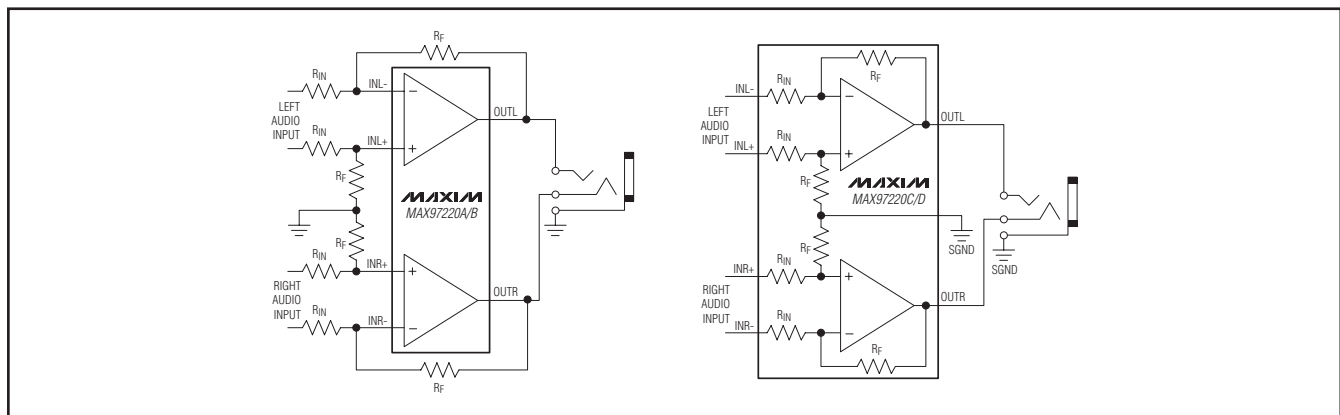 RF
RIN
INL-
LEFT
AUDIO
INPUT
OUTL
RIN
INL+
RF
MAXIM
MAX97220A/B
RF
RIN
INR+
RIGHT
AUDIO
INPUT
OUTR
RIN
INR-
RF
RF
INL-
RIN
LEFT
AUDIO
INPUT
OUTL
INL+
RIN
RF
MAXIM
MAX97220C/D
SGND
RF
SGND
INR+
RIN
RIGHT
AUDIO
INPUT
OUTR
INR-
RIN
RF